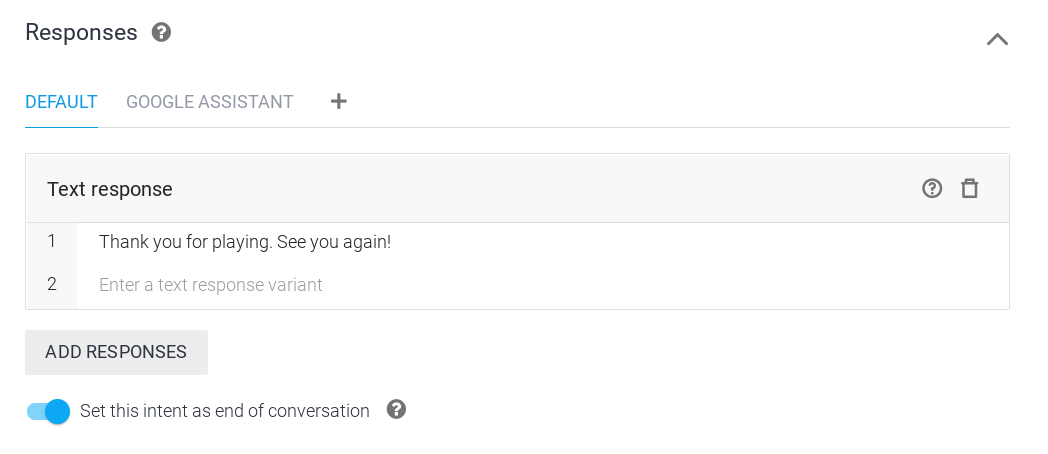 Responses
DEFAULT GOOGLE ASSISTANT
Text response
1 Thank you for playing. See you again!
2 Enter a text response variant
ADD RESPONSES
Set this intent as end of conversation